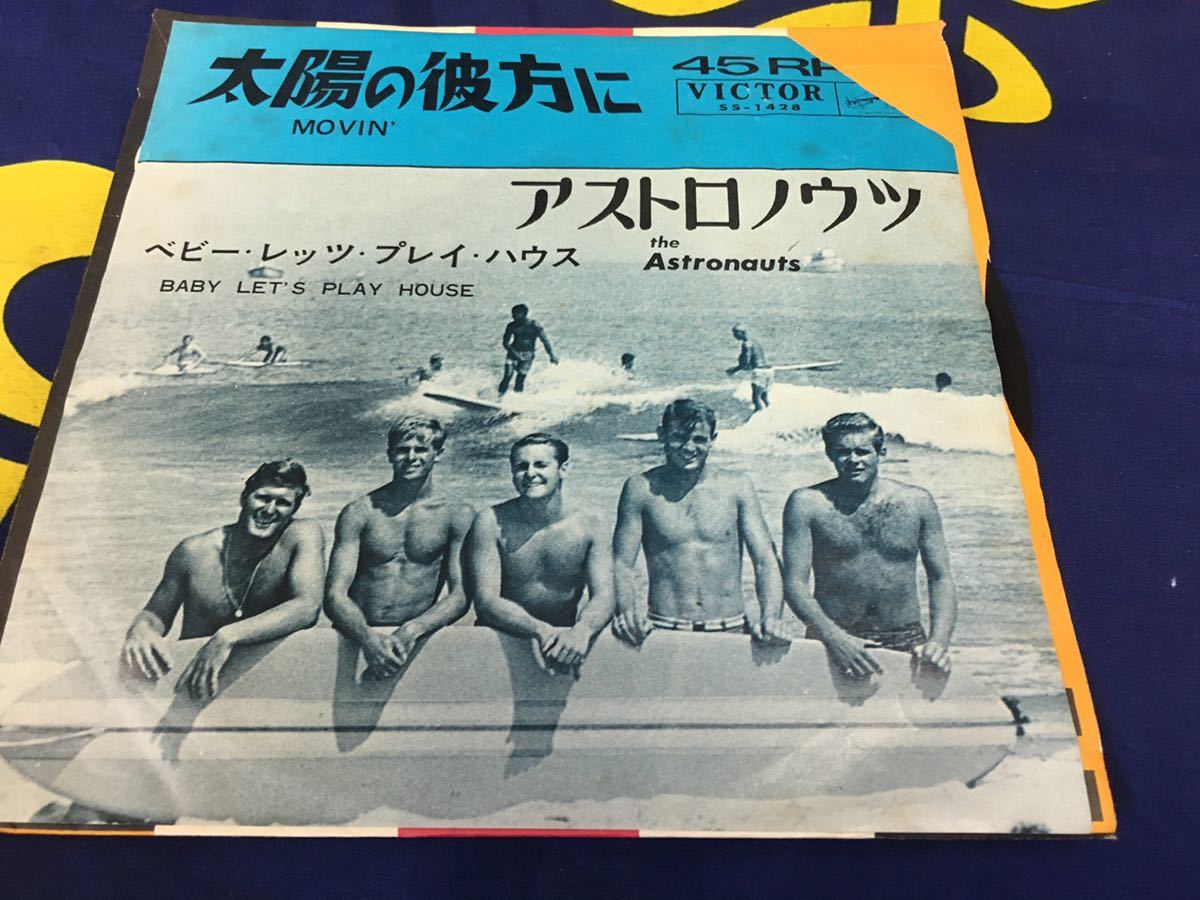 太陽の彼方に
MOVIN'
45 RP
VICTOR
SS-1428
アストロノウツ
the
Astronauts
ベビー・レッツ・プレイ・ハウス
BABY LET'S PLAY HOUSE